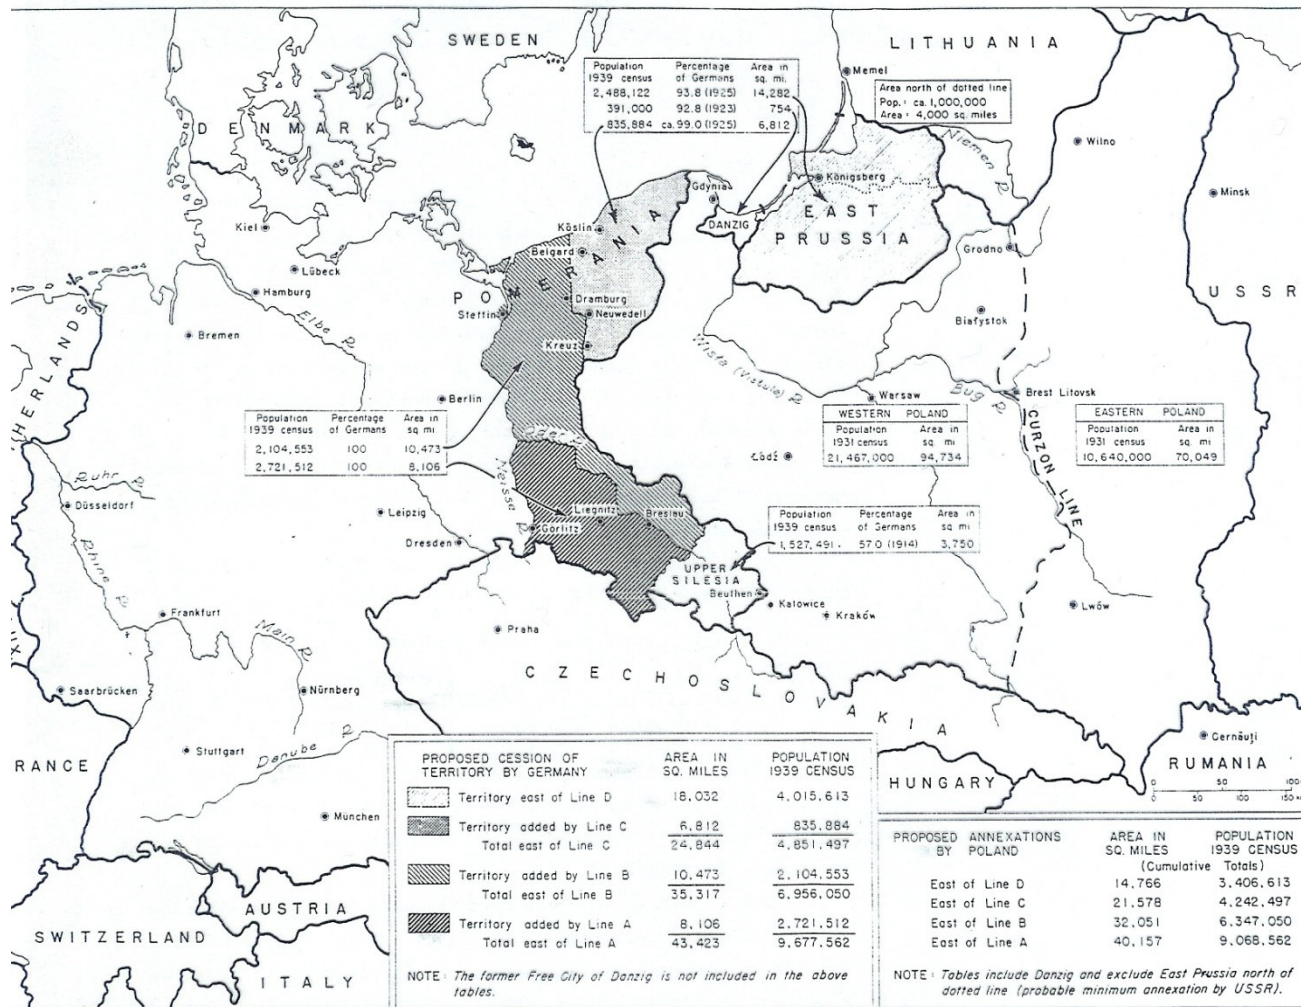 SWEDEN
LITHUANIA
Population Percentage Area in
1939 census of Germans sq. mi.
2,488,122 93.8 (1925) 14,282
391,000 92.8 (1923) 754
835,884 ca. 99.0 (1925) 6,812
Memel
Area north of dotted line
Pop.: ca. 1,000,000
Area = 4,000 sq. miles
DENMARK
Niemen R.
Wilno
Minsk
Königsberg
Gdynia
DANZIG
EAST
PRUSSIA
Kiel
Köslin
Belgard
Grodno
Lübeck
Hamburg
POMERANIA
Dramburg
USSR
Stettin
Neuwedell
Białystok
NETHERLANDS
Bremen
Elbe R.
Kreuz
Wisła (Vistula) R.
Bug R.
Berlin
Warsaw
Brest Litovsk
Population Percentage Area in
1939 census of Germans sq. mi.
2,104,553 100 10,473
2,721,512 100 8,106
WESTERN POLAND
Population Area in
1931 census sq. mi.
21,467,000 94,734
CURZON LINE
EASTERN POLAND
Population Area in
1931 census sq. mi.
10,640,000 70,049
Oder R.
Łódź
Neisse R.
Ruhr R.
Düsseldorf
Leipzig
Liegnitz
Breslau
Görlitz
Dresden
Population Percentage Area in
1939 census of Germans sq. mi.
1,527,491. 57.0 (1914) 3,750
Rhine R.
UPPER
SILESIA
Beuthen
Katowice
Kraków
Lwów
Frankfurt
Main R.
Praha
CZECHOSLOVAKIA
Saarbrücken
Nürnberg
Stuttgart
Danube R.
München
RANCE
Cernăuți
RUMANIA
HUNGARY
0 50 100 150
0 50 100
AUSTRIA
SWITZERLAND
ITALY
PROPOSED CESSION OF AREA IN POPULATION
TERRITORY BY GERMANY SQ. MILES 1939 CENSUS
Territory east of Line D 18,032 4,015,613
Territory added by Line C 6,812 835,884
Total east of Line C 24,844 4,851,497
Territory added by Line B 10,473 2,104,553
Total east of Line B 35,317 6,956,050
Territory added by Line A 8,106 2,721,512
Total east of Line A 43,423 9,677,562
NOTE: The former Free City of Danzig is not included in the above
tables.
PROPOSED ANNEXATIONS AREA IN POPULATION
BY POLAND SQ. MILES 1939 CENSUS
(Cumulative Totals)
East of Line D 14,766 3,406,613
East of Line C 21,578 4,242,497
East of Line B 32,051 6,347,050
East of Line A 40,157 9,068,562
NOTE: Tables include Danzig and exclude East Prussia north of
dotted line (probable minimum annexation by USSR).